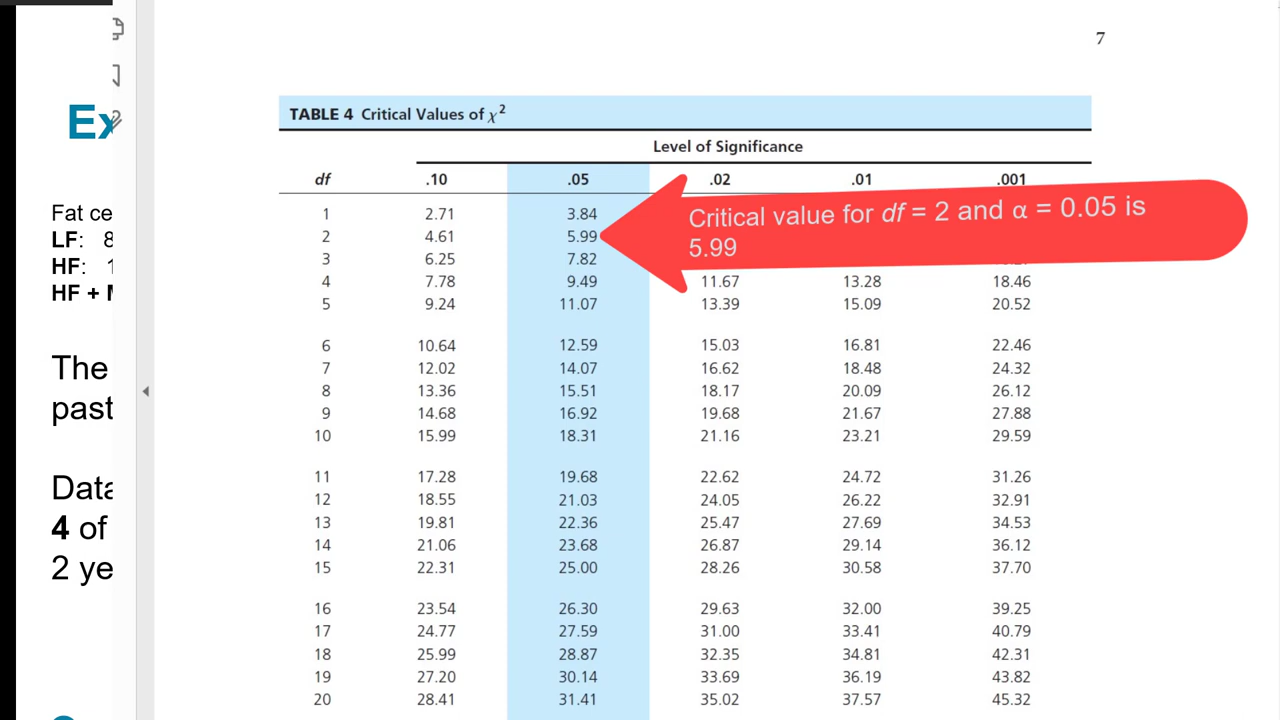 7
Ex
Fat ce
LF: 8
HF: 1
HF +
The
past
Data
4 of
2 ye
TABLE 4 Critical Values of χ²
Level of Significance
df .10 .05 .02 .01 .001
1 2.71 3.84
2 4.61 5.99
3 6.25 7.82
4 7.78 9.49 11.67 13.28 18.46
5 9.24 11.07 13.39 15.09 20.52
6 10.64 12.59 15.03 16.81 22.46
7 12.02 14.07 16.62 18.48 24.32
8 13.36 15.51 18.17 20.09 26.12
9 14.68 16.92 19.68 21.67 27.88
10 15.99 18.31 21.16 23.21 29.59
11 17.28 19.68 22.62 24.72 31.26
12 18.55 21.03 24.05 26.22 32.91
13 19.81 22.36 25.47 27.69 34.53
14 21.06 23.68 26.87 29.14 36.12
15 22.31 25.00 28.26 30.58 37.70
16 23.54 26.30 29.63 32.00 39.25
17 24.77 27.59 31.00 33.41 40.79
18 25.99 28.87 32.35 34.81 42.31
19 27.20 30.14 33.69 36.19 43.82
20 28.41 31.41 35.02 37.57 45.32
Critical value for df = 2 and α = 0.05 is
5.99